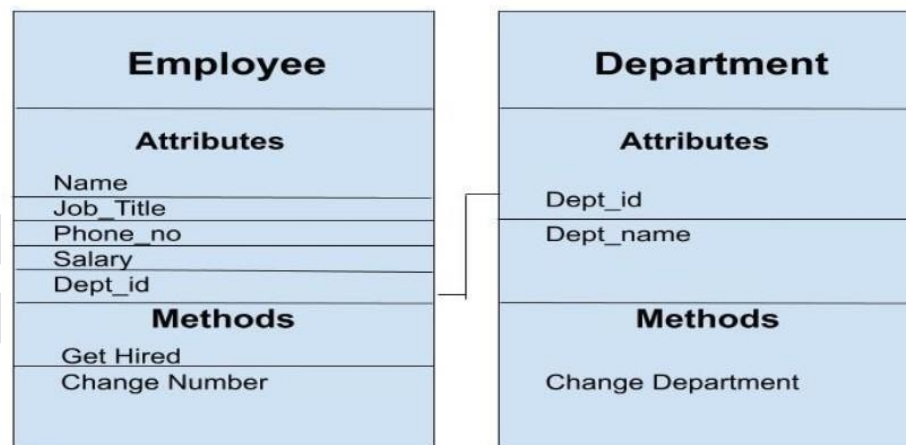 Employee
Attributes
Name
Job_Title
Phone_no
Salary
Dept_id
Methods
Get Hired
Change Number
Department
Attributes
Dept_id
Dept_name
Methods
Change Department